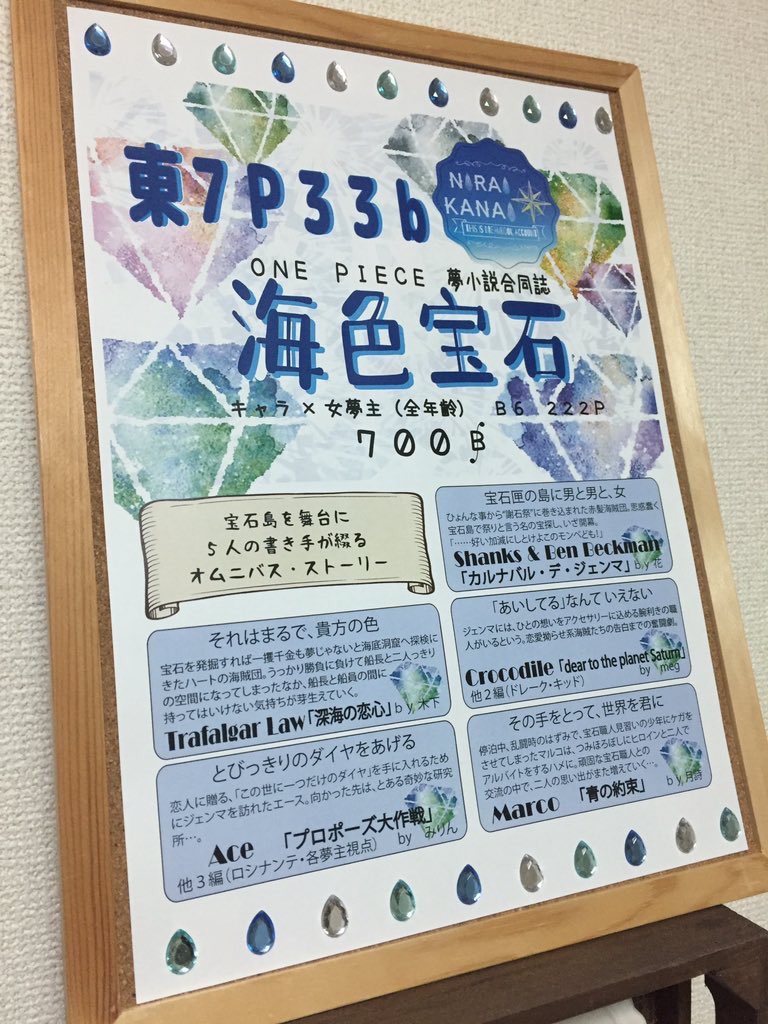 東7P33b
NIRAI
KANAI
ONE PIECE 夢小説合同誌
海色宝石
キャラ×女夢主(全年齢) B6 222P
700฿
宝石島を舞台に
5人の書き手が綴る
オムニバス・ストーリー
宝石匣の島に男と男と、女
ひょんな事から“謝石祭”に巻き込まれた赤髪海賊団。思惑蠢く
宝石島で祭りと言う名の宝探し、いざ開幕。
「……好い加減にしとけよこのモンペども!」
Shanks & Ben Beckman
「カルナバル・デ・ジェンマ」by 花
それはまるで、貴方の色
宝石を発掘すれば一攫千金も夢じゃないと海底洞窟へ探検に
きたハートの海賊団。うっかり勝負に負けて船長と二人っきり
の空間になってしまったなか、船長と船員の間に
持ってはいけない気持ちが芽生えていく。
Trafalgar Law「深海の恋心」by,木下
「あいしてる」なんて いえない
ジェンマには、ひとの想いをアクセサリーに込める腕利きの職
人がいるという。恋愛拗らせ系海賊たちの告白までの奮闘劇。
Crocodile「dear to the planet Saturn」
他2編(ドレーク・キッド) by meg
とびっきりのダイヤをあげる
恋人に贈る、「この世に一つだけのダイヤ」を手に入れるため
にジェンマを訪れたエース。向かった先は、とある奇妙な研究
所…。
Ace 「プロポーズ大作戦」
他3編(ロシナンテ・各夢主視点) by みりん
その手をとって、世界を君に
停泊中、乱闘時のはずみで、宝石職人見習いの少年にケガを
させてしまったマルコは、つみほろぼしにヒロインと二人で
アルバイトをするハメに。頑固な宝石職人との
交流の中で、二人の思い出がまた増えていく…。
Marco 「青の約束」 by,月詩